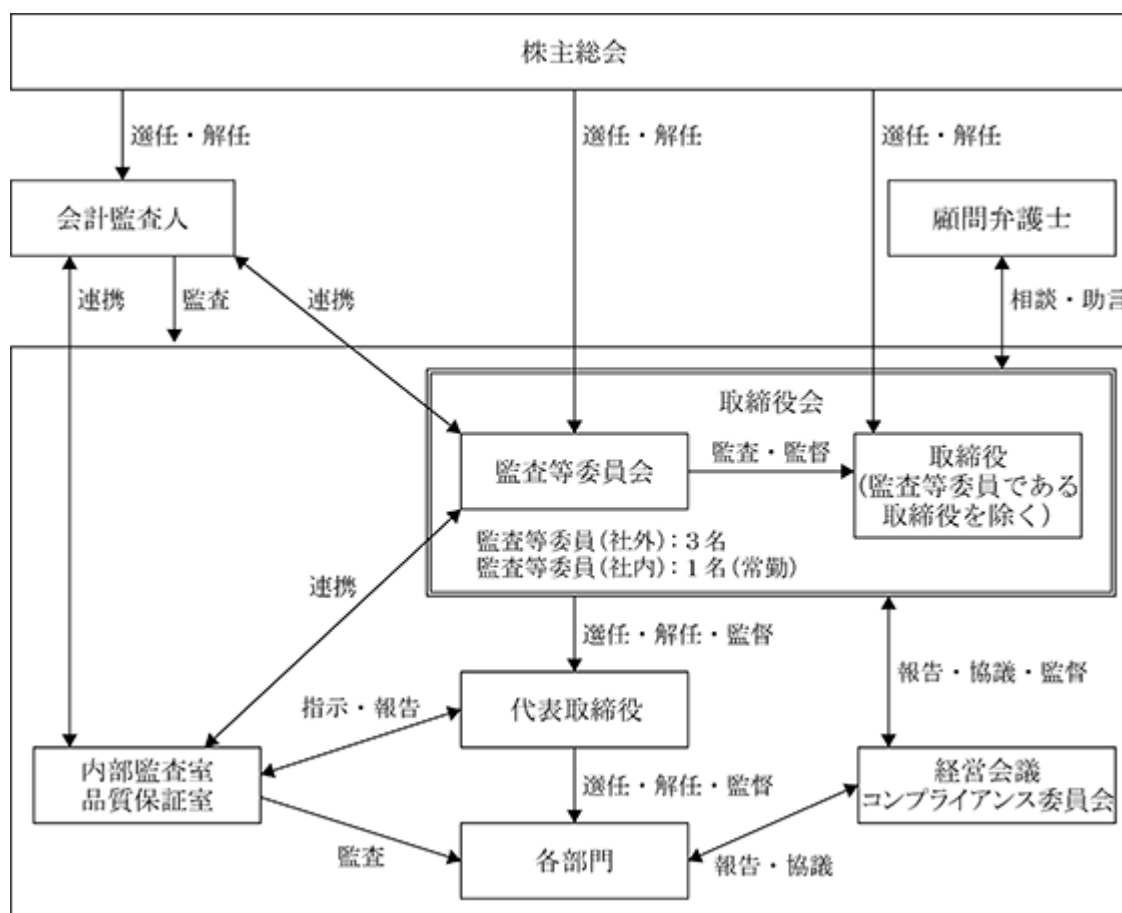 株主総会
選任・解任
選任・解任
選任・解任
会計監査人
顧問弁護士
連携
監査
連携
相談・助言
取締役会
監査等委員会
監査・監督
取締役
(監査等委員である
取締役を除く)
監査等委員(社外):3名
監査等委員(社内):1名(常勤)
連携
選任・解任・監督
報告・協議・監督
指示・報告
代表取締役
内部監査室
品質保証室
選任・解任・監督
経営会議
コンプライアンス委員会
監査
各部門
報告・協議